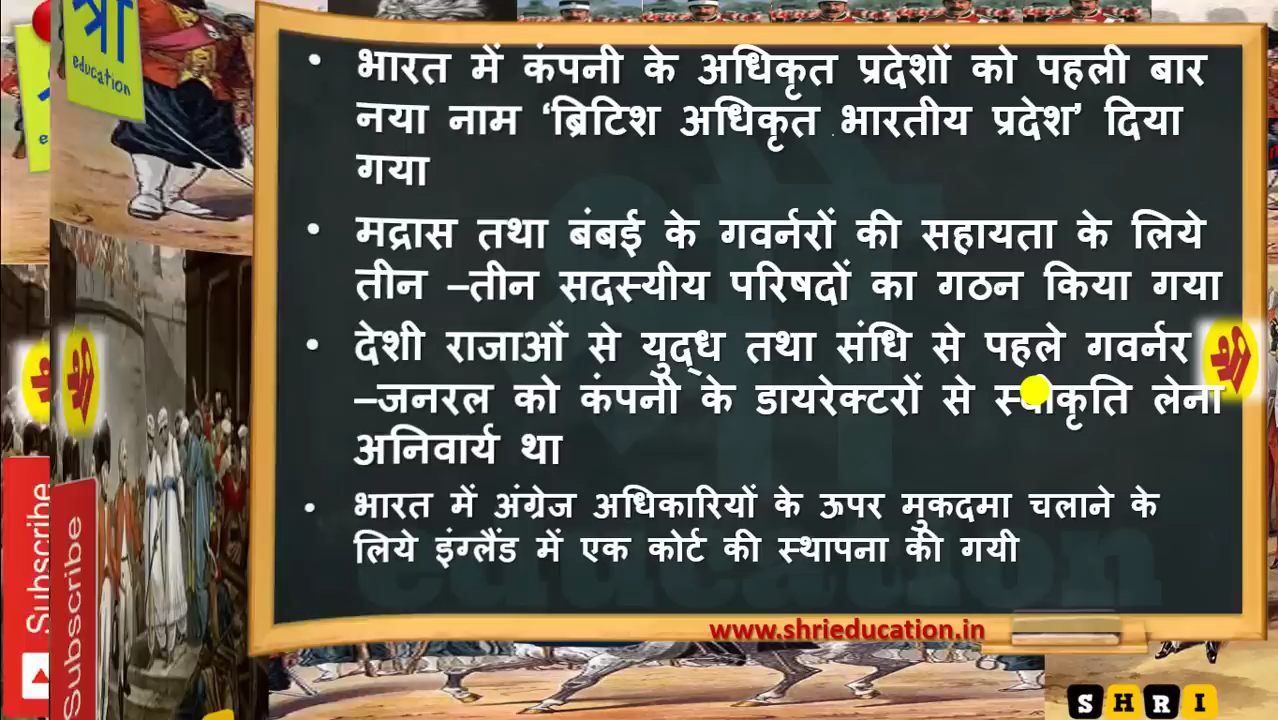 श्री
education
• भारत में कंपनी के अधिकृत प्रदेशों को पहली बार
नया नाम ‘ब्रिटिश अधिकृत भारतीय प्रदेश’ दिया
गया
• मद्रास तथा बंबई के गवर्नरों की सहायता के लिये
तीन –तीन सदस्यीय परिषदों का गठन किया गया
• देशी राजाओं से युद्ध तथा संधि से पहले गवर्नर
–जनरल को कंपनी के डायरेक्टरों से स्वीकृति लेना
अनिवार्य था
• भारत में अंग्रेज अधिकारियों के ऊपर मुकदमा चलाने के
लिये इंग्लैंड में एक कोर्ट की स्थापना की गयी
श्री
श्री
education
Subscribe
Subscribe
www.shrieducation.in
SHRI